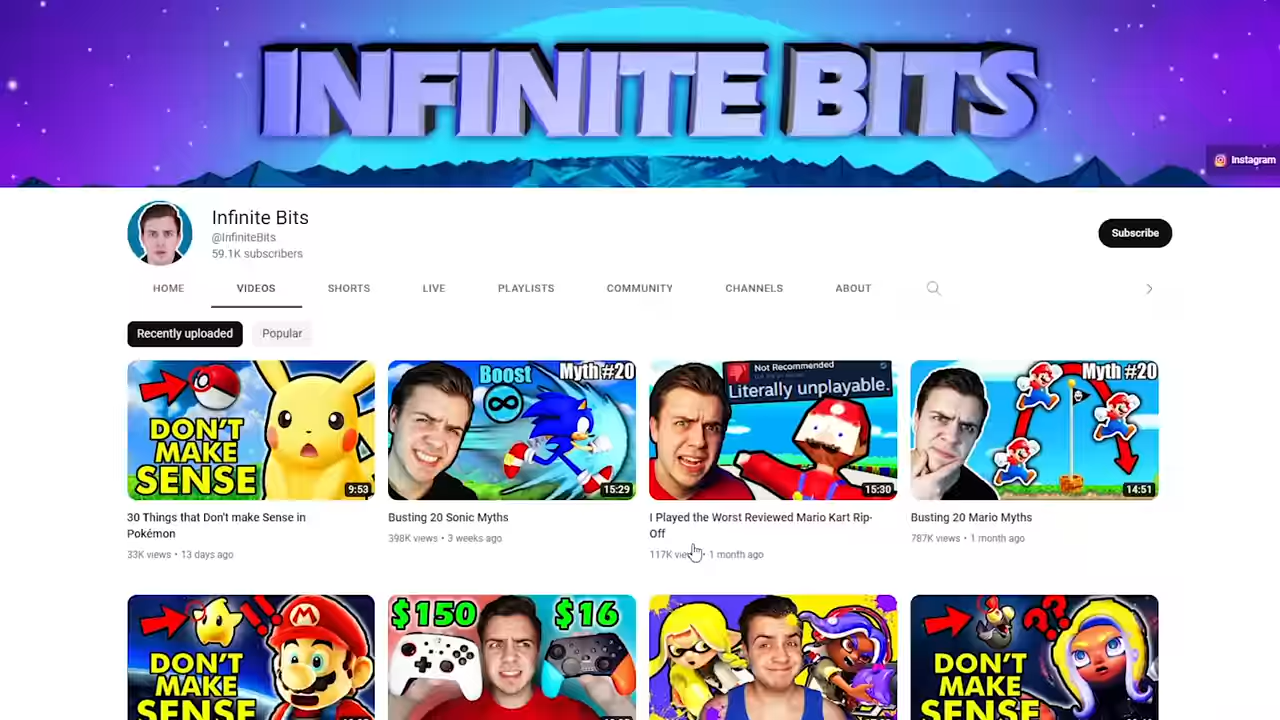 INFINITE BITS
Instagram
Infinite Bits
@InfiniteBits
59.1K subscribers
Subscribe
HOME
VIDEOS
SHORTS
LIVE
PLAYLISTS
COMMUNITY
CHANNELS
ABOUT
Recently uploaded
Popular
DON'T
MAKE
SENSE
9:53
Boost
Myth#20
15:29
Not Recommended
Literally unplayable.
15:30
Myth#20
14:51
30 Things that Don't make Sense in
Pokémon
33K views • 13 days ago
Busting 20 Sonic Myths
398K views • 3 weeks ago
I Played the Worst Reviewed Mario Kart Rip-
Off
117K • 1 month ago
Busting 20 Mario Myths
787K views • 1 month ago
!!
M
DON'T
MAKE
SENSE
$150
$16
??
DON'T
MAKE
SENSE